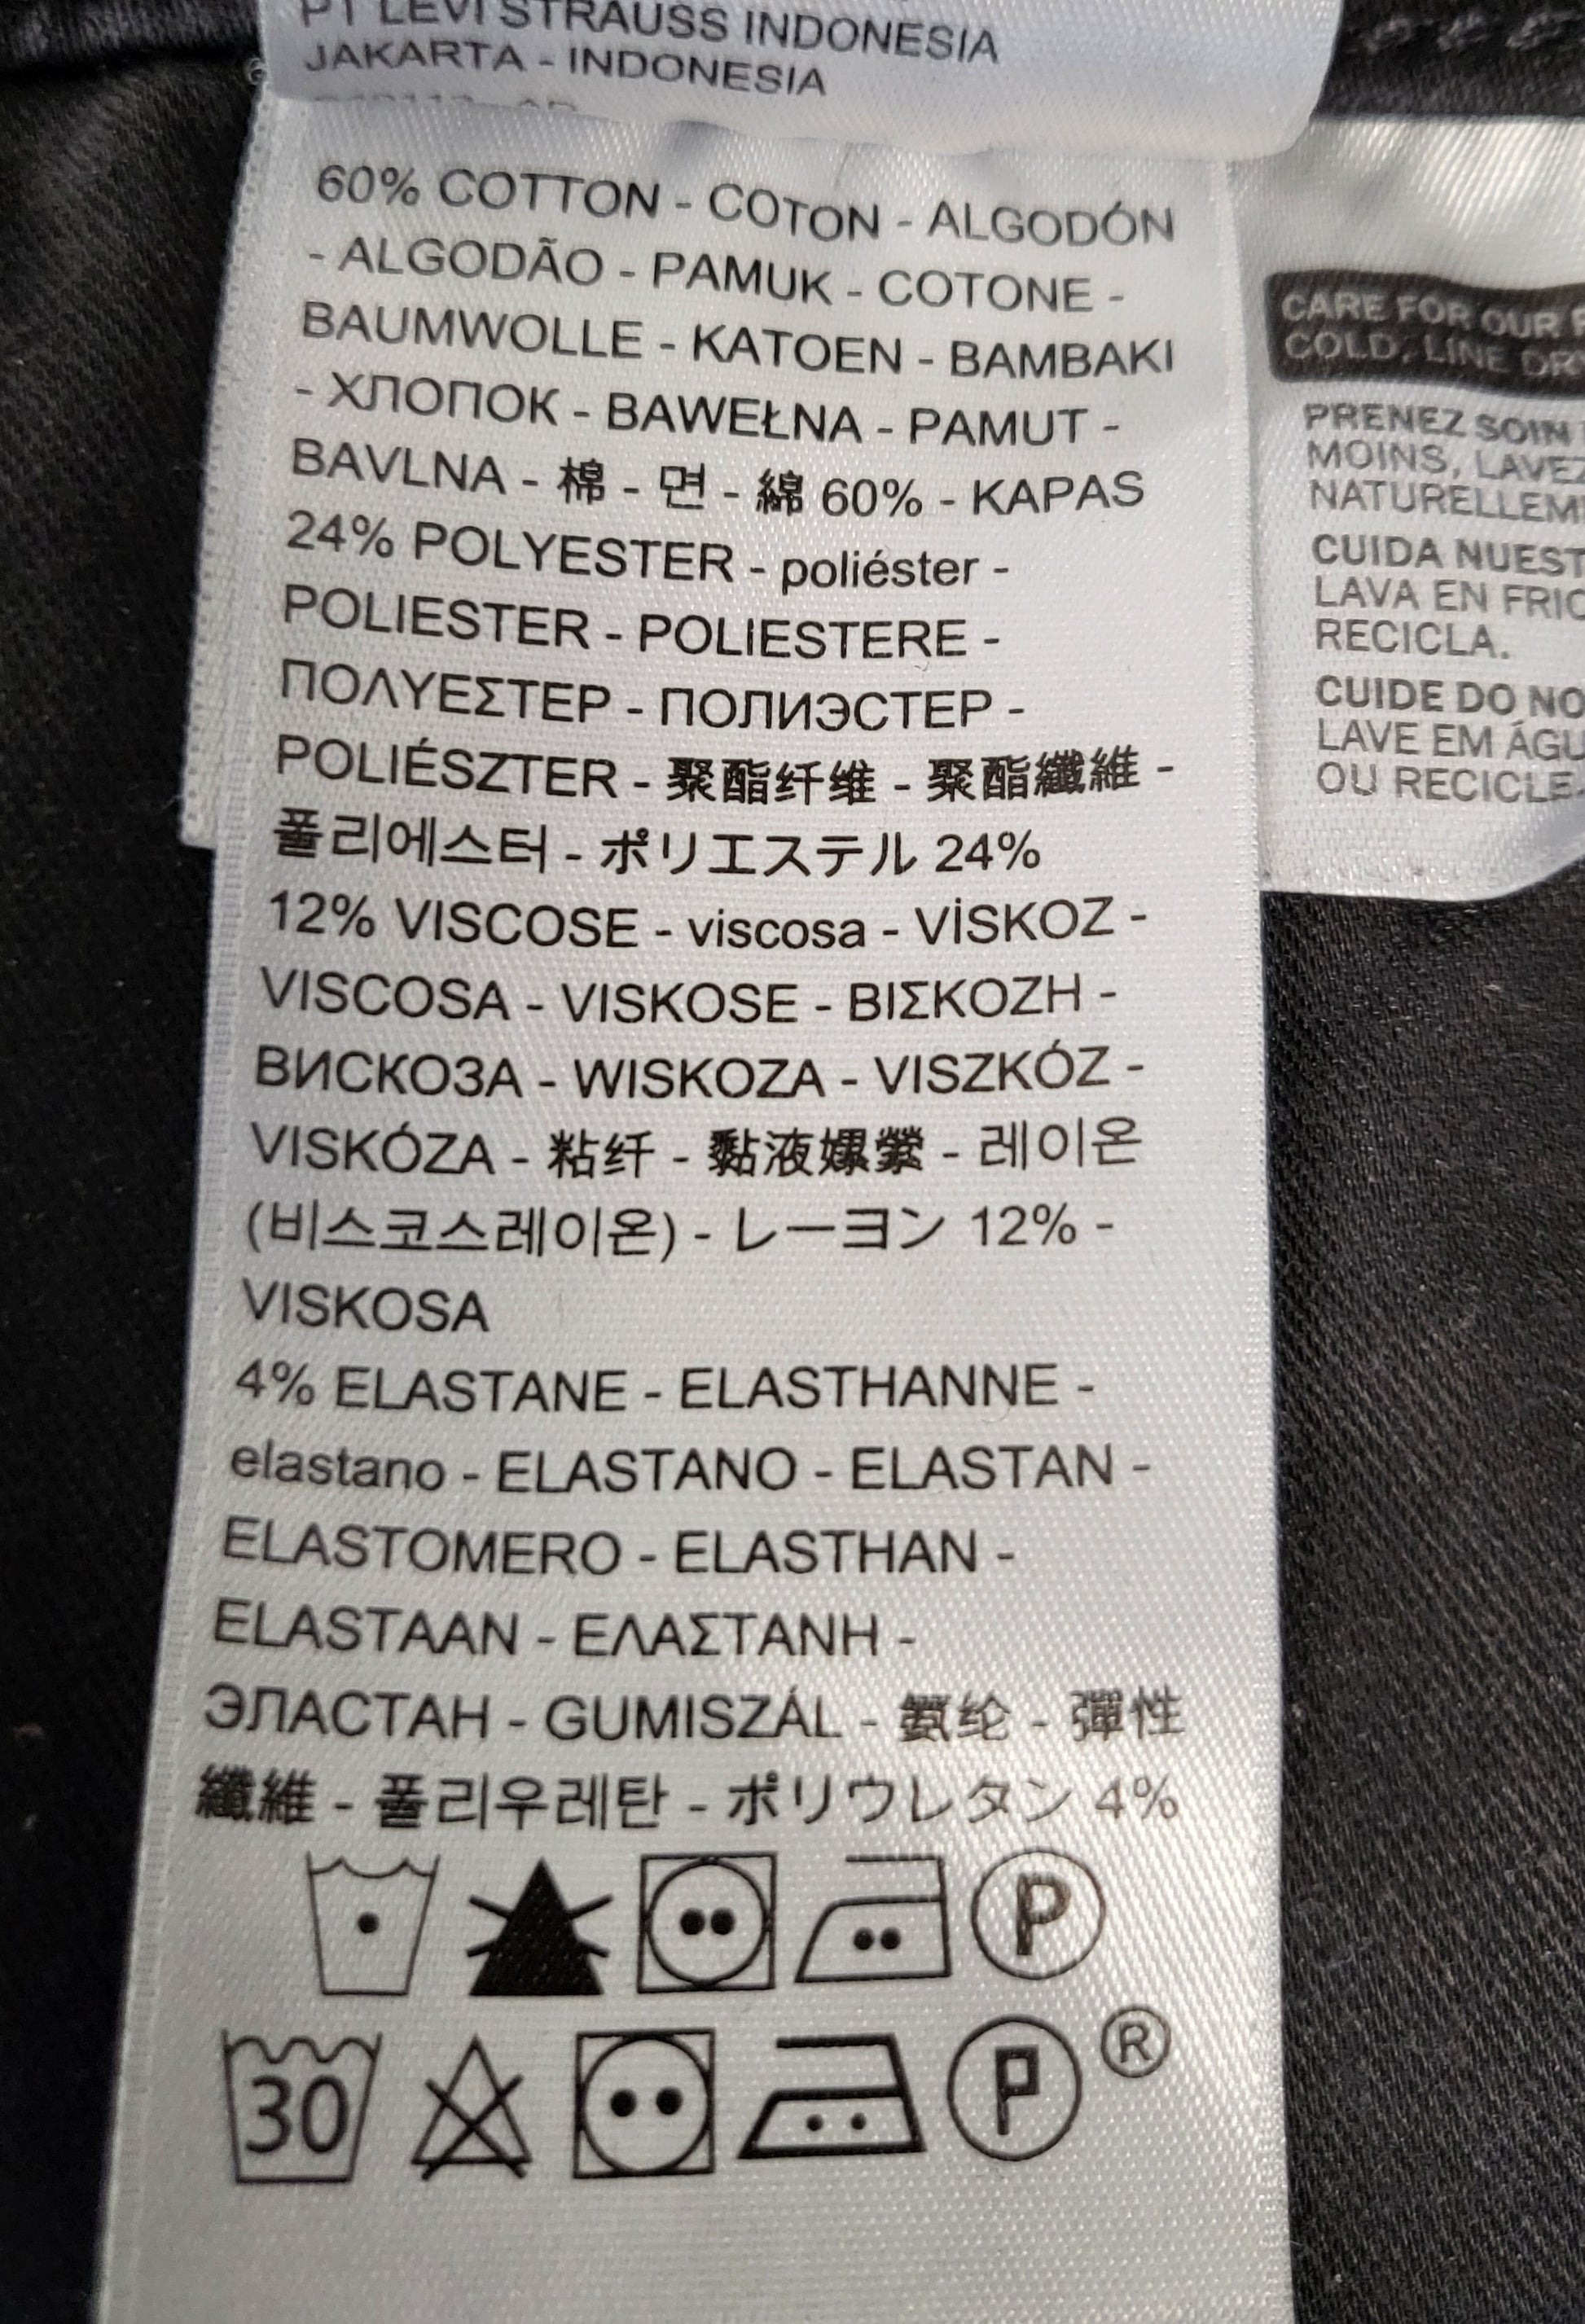 PT LEVI STRAUSS INDONESIA
JAKARTA - INDONESIA
60% COTTON - COTON - ALGODÓN
- ALGODÃO - PAMUK - COTONE -
BAUMWOLLE - KATOEN - BAMBAKI
- ХЛОПОК - BAWEŁNA - PAMUT -
BAVLNA - 棉 - 면 - 綿 60% - KAPAS
24% POLYESTER - poliéster -
POLIESTER - POLIESTERE -
ΠΟΛΥΕΣΤΕΡ - ПОЛИЭСТЕР -
POLIÉSZTER - 聚酯纤维 - 聚酯纖維 -
폴리에스터 - ポリエステル 24%
12% VISCOSE - viscosa - VİSKOZ -
VISCOSA - VISKOSE - ΒΙΣΚΟΖΗ -
ВИСКОЗА - WISKOZA - VISZKÓZ -
VISKÓZA - 粘纤 - 黏液嫘縈 - 레이온
(비스코스레이온) - レーヨン 12% -
VISKOSA
4% ELASTANE - ELASTHANNE -
elastano - ELASTANO - ELASTAN -
ELASTOMERO - ELASTHAN -
ELASTAAN - ΕΛΑΣΤΑΝΗ -
ЭЛАСТАН - GUMISZÁL - 氨纶 - 彈性
纖維 - 폴리우레탄 - ポリウレタン 4%
P
30 P ®
CARE FOR OUR
COLD, LINE DRY
PRENEZ SOIN
MOINS, LAVEZ
NATURELLEM
CUIDA NUEST
LAVA EN FRIO
RECICLA.
CUIDE DO NO
LAVE EM ÁGU
OU RECICLE